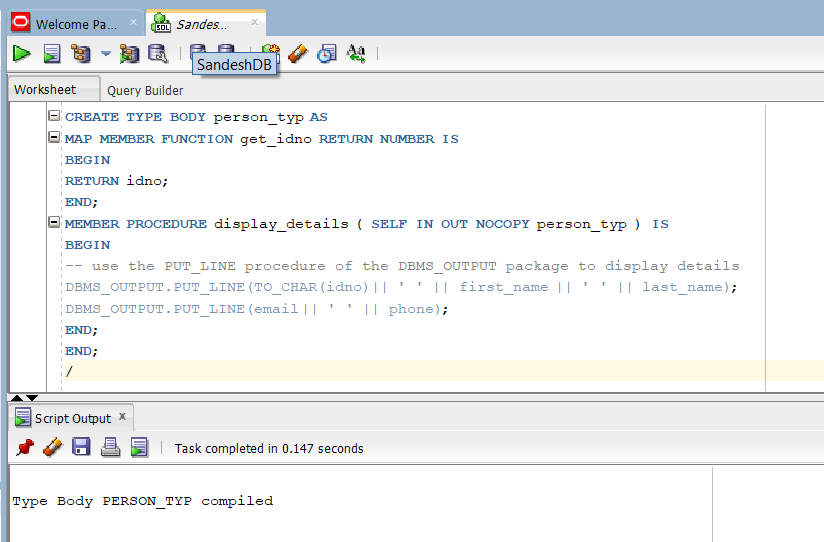 Welcome Pa...
SQL
Sandes...
SandeshDB
Aa
Worksheet
Query Builder
CREATE TYPE BODY person_typ AS
MAP MEMBER FUNCTION get_idno RETURN NUMBER IS
BEGIN
RETURN idno;
END;
MEMBER PROCEDURE display_details ( SELF IN OUT NOCOPY person_typ ) IS
BEGIN
-- use the PUT_LINE procedure of the DBMS_OUTPUT package to display details
DBMS_OUTPUT.PUT_LINE(TO_CHAR(idno)|| ' ' || first_name || ' ' || last_name);
DBMS_OUTPUT.PUT_LINE(email|| ' ' || phone);
END;
END;
/
Script Output
Task completed in 0.147 seconds
Type Body PERSON_TYP compiled